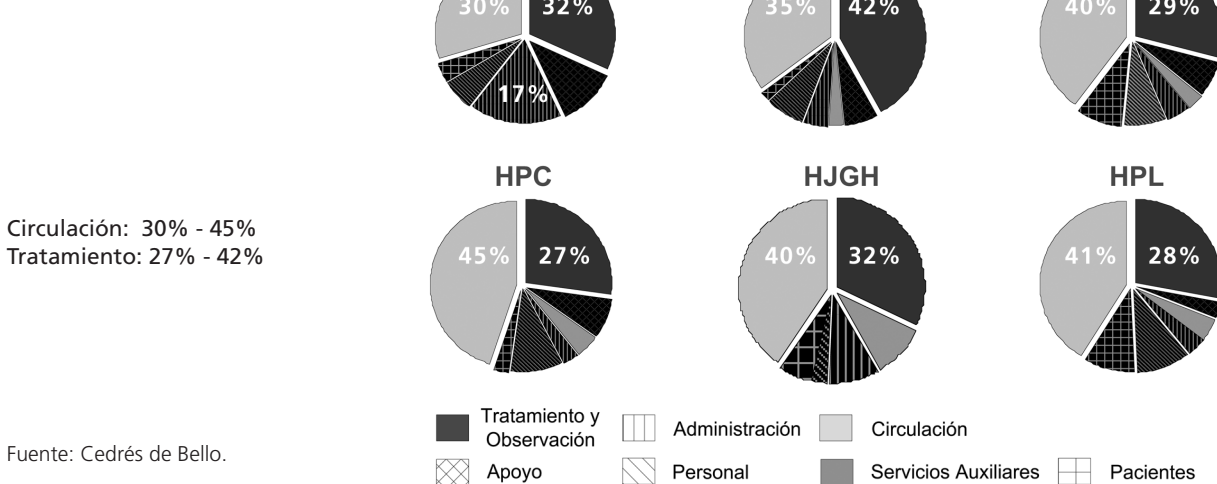 30% 32% 35% 42% 40% 29%
17%
HPC HJGH HPL
Circulación: 30% - 45%
Tratamiento: 27% - 42%
45% 27% 40% 32% 41% 28%
Tratamiento y
Observación
Administración
Circulación
Fuente: Cedrés de Bello.
Apoyo
Personal
Servicios Auxiliares
Pacientes